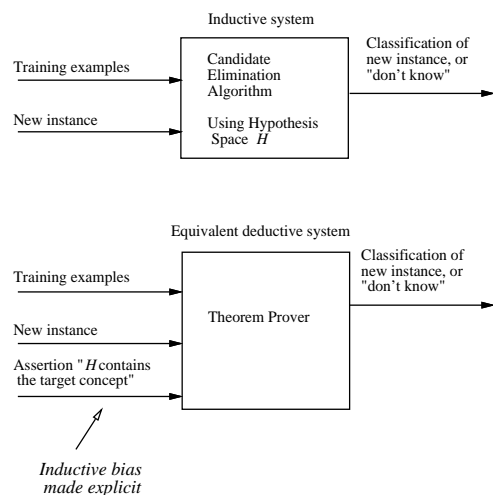 Inductive system
Training examples
New instance
Candidate
Elimination
Algorithm
Using Hypothesis
Space H
Classification of
new instance, or
"don't know"
Equivalent deductive system
Training examples
New instance
Assertion "H contains
the target concept"
Theorem Prover
Classification of
new instance, or
"don't know"
Inductive bias
made explicit